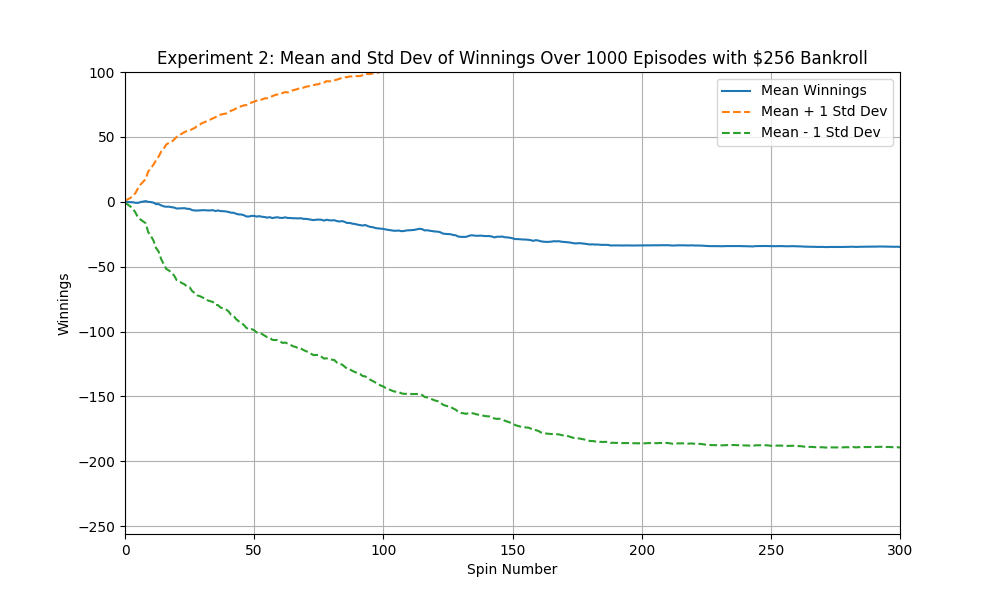 Experiment 2: Mean and Std Dev of Winnings Over 1000 Episodes with $256 Bankroll
Mean Winnings
Mean + 1 Std Dev
Mean - 1 Std Dev
Winnings
100
50
0
−50
−100
−150
−200
−250
0 50 100 150 200 250 300
Spin Number